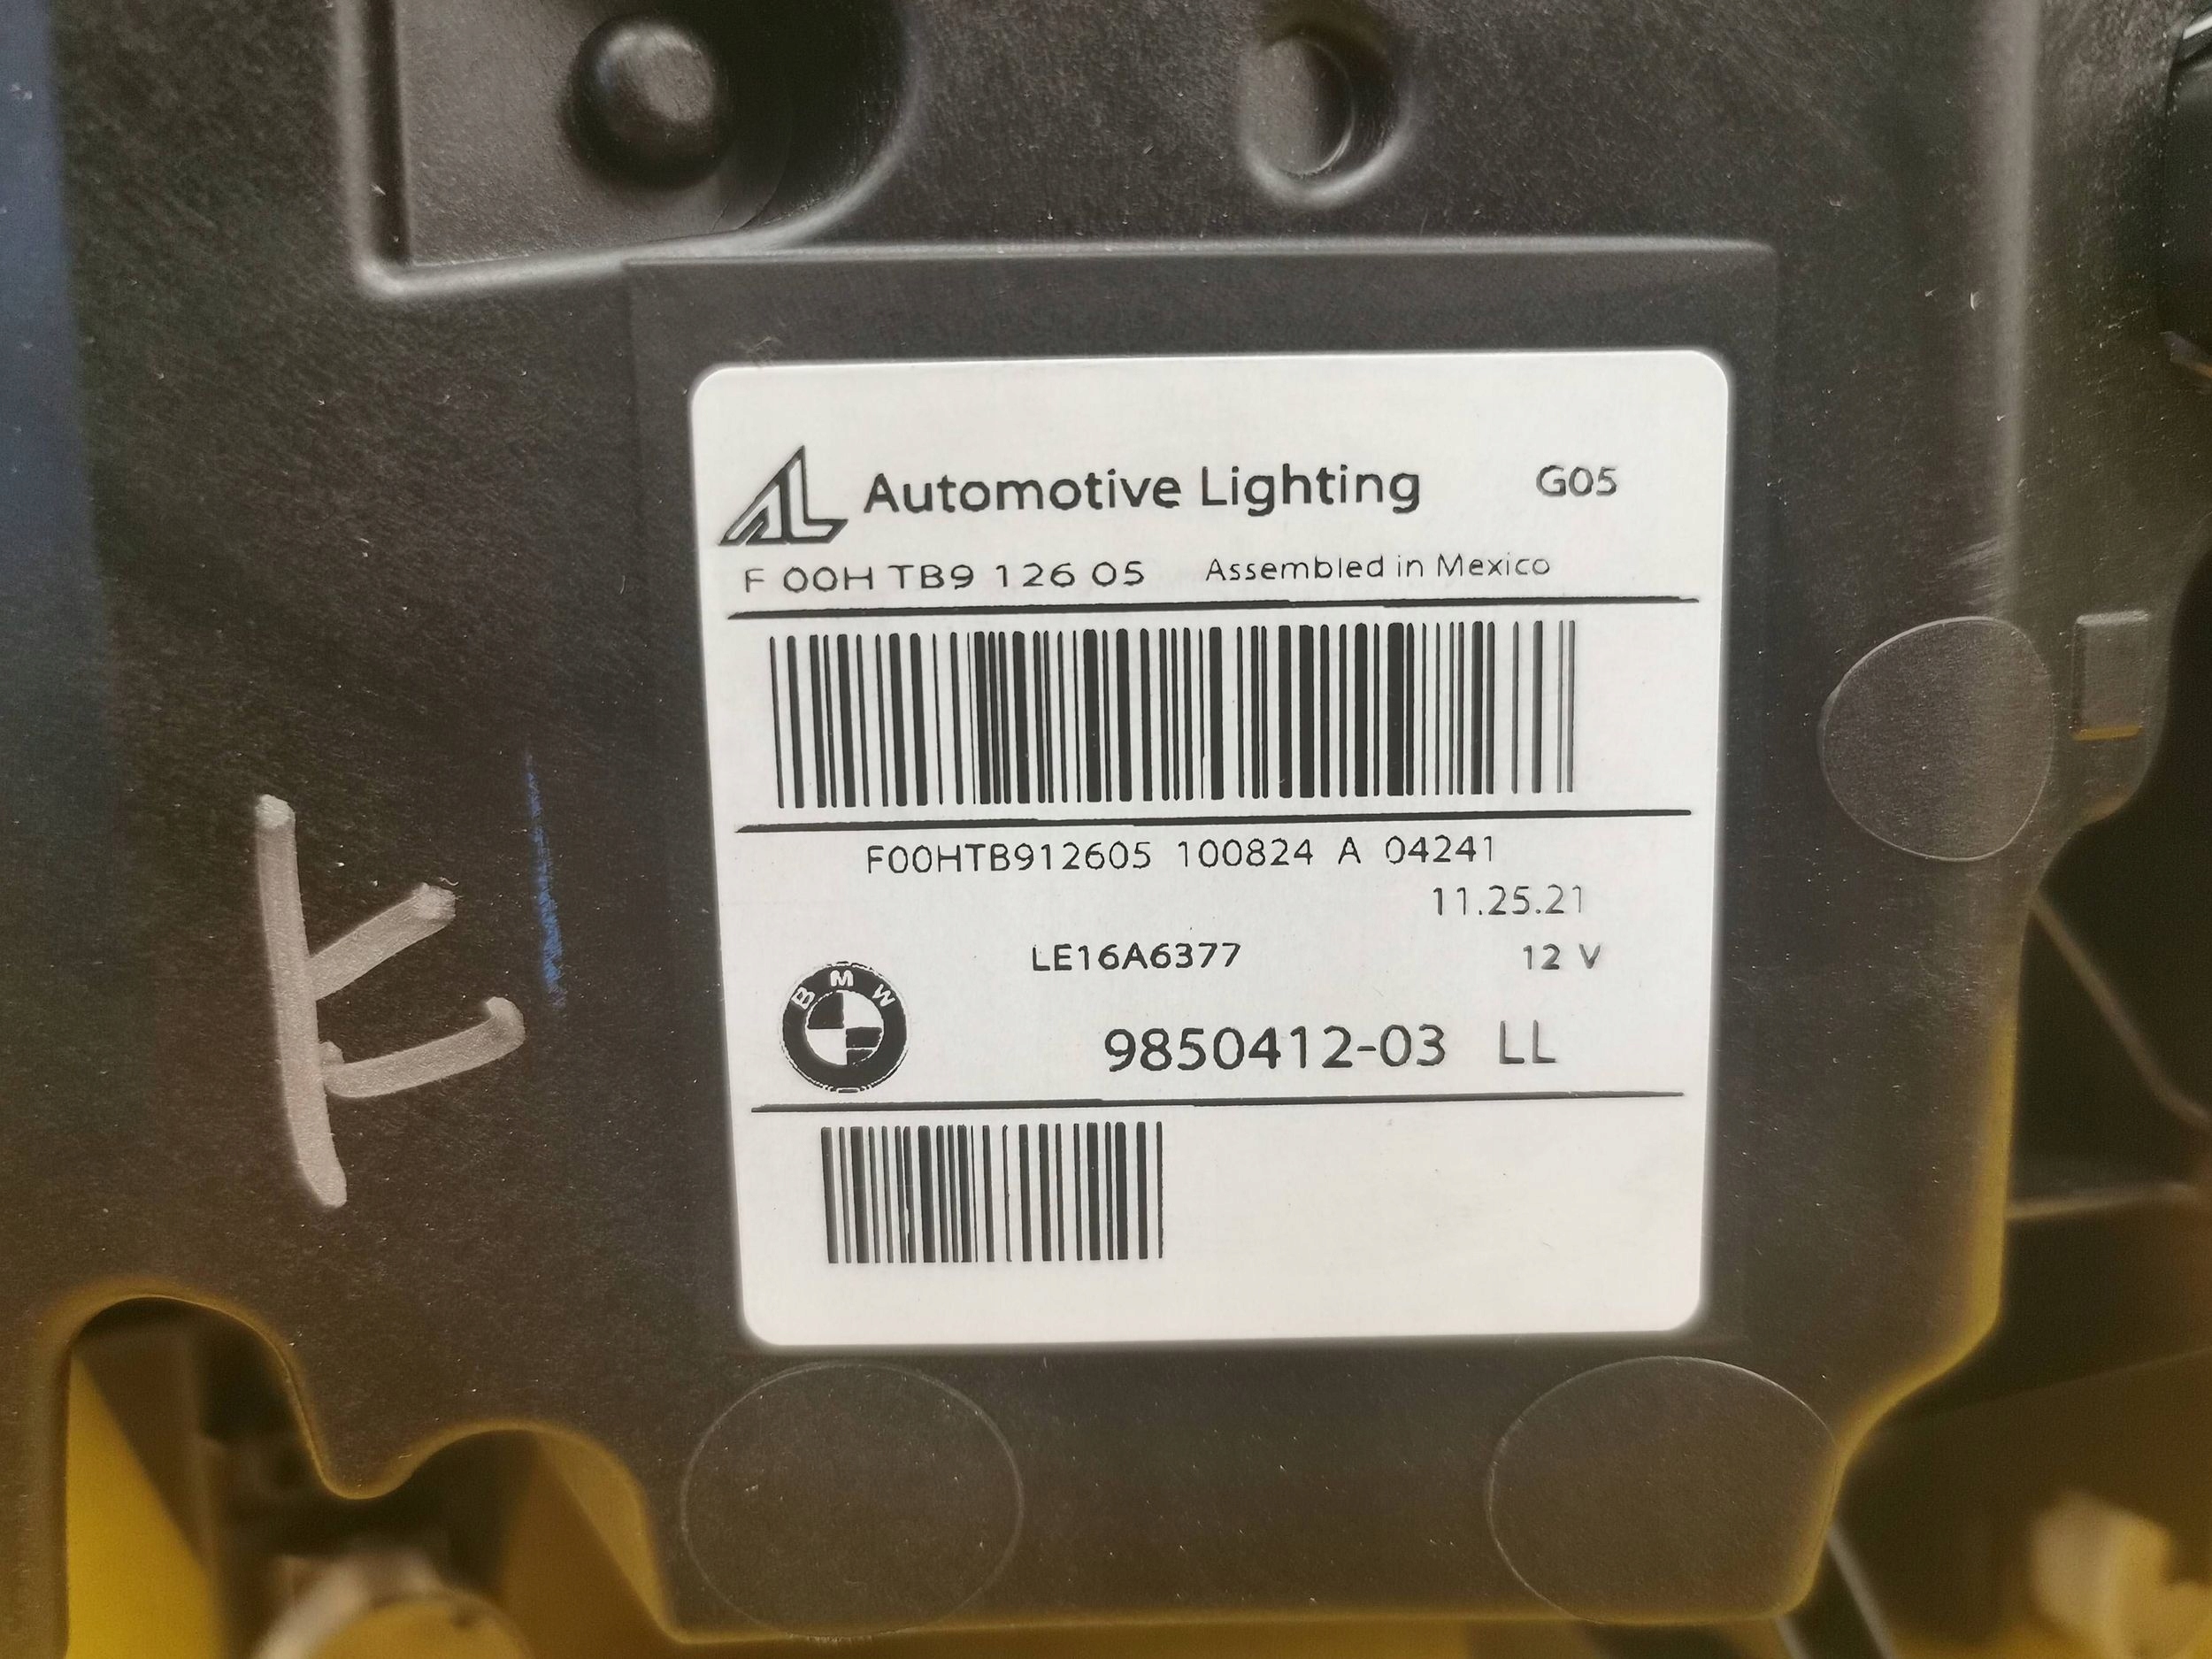 AL Automotive Lighting G05
F 00H TB9 126 05 Assembled in Mexico
F00HTB912605 100824 A 04241
11.25.21
LE16A6377 12 V
BMW
9850412-03 LL
K